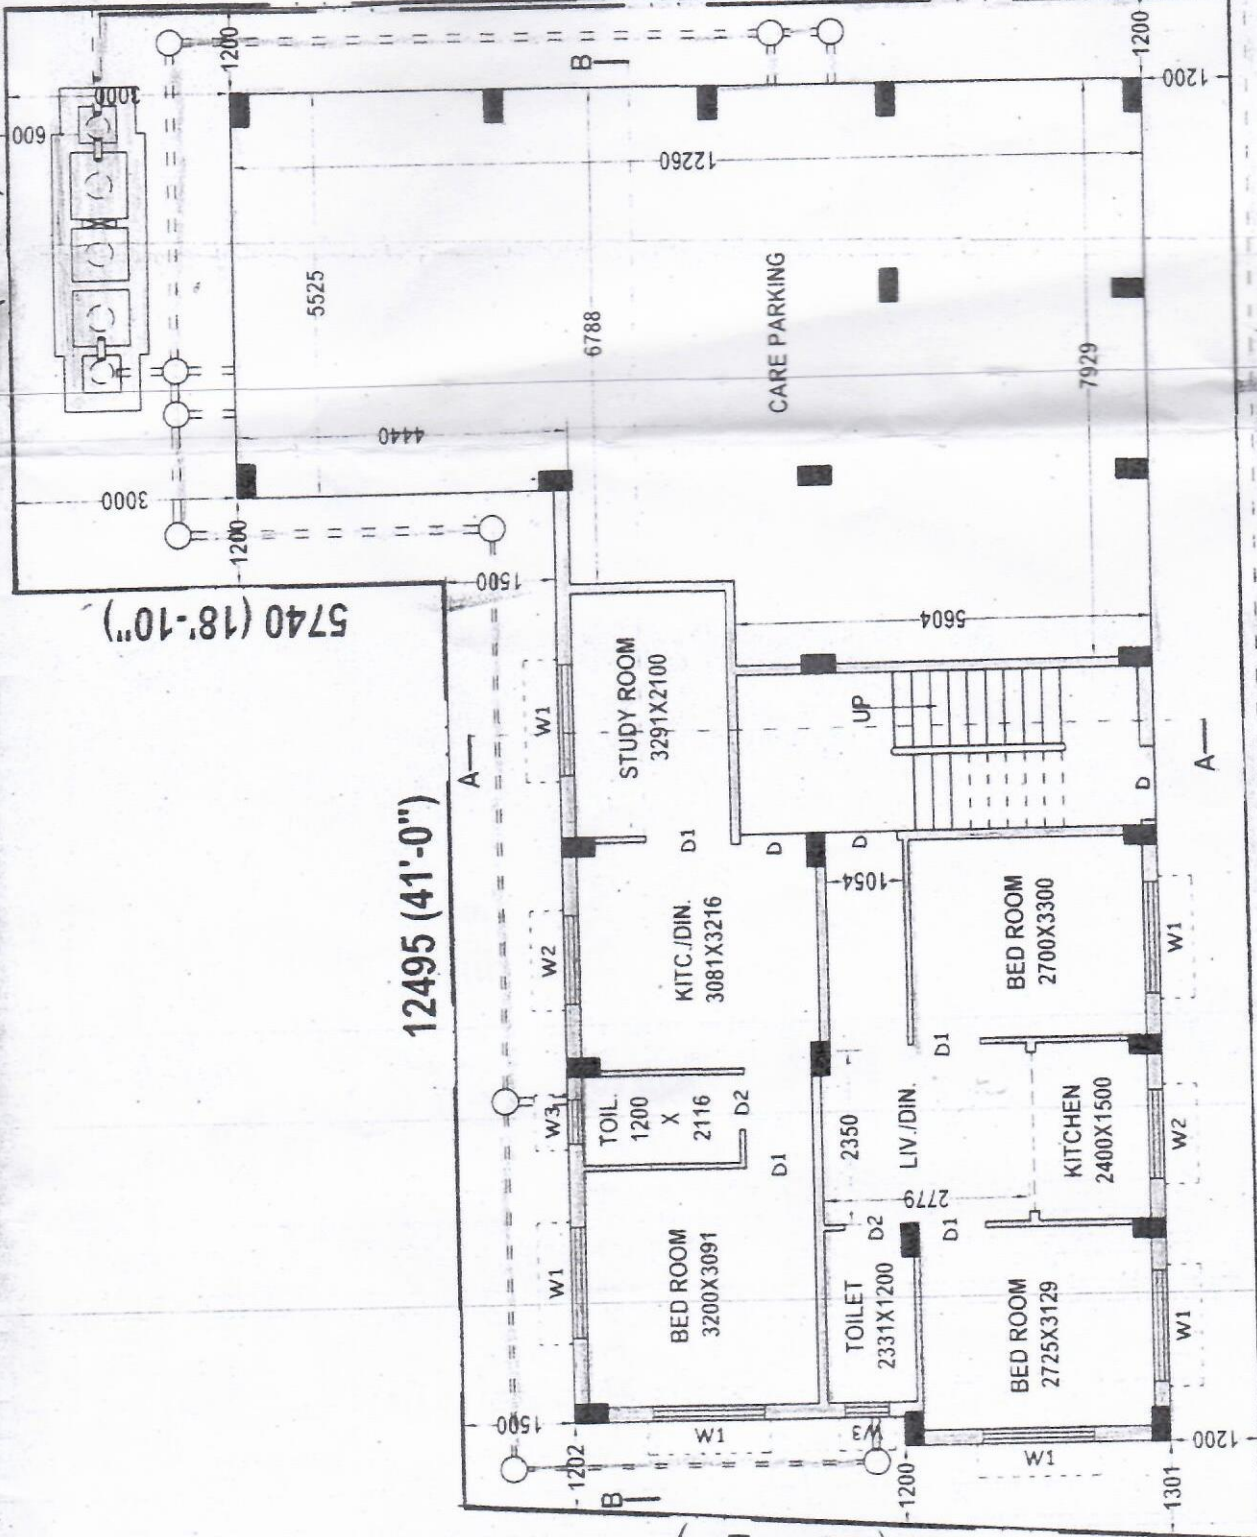 1200
1200
1200
3000
600
B
12260
5525
6788
CARE PARKING
7929
4440
3000
1200
1500
5740 (18'-10")
5604
STUDY ROOM
3291X2100
UP
W1
A
A
12495 (41'-0")
D1
D
D
D
1054
KITC./DIN.
3081X3216
BED ROOM
2700X3300
W2
W1
D1
TOIL.
1200
X
2116
D2
W3
D1
2350
LIV./DIN.
2779
KITCHEN
2400X1500
W2
D2
D1
BED ROOM
3200X3091
W1
TOILET
2331X1200
BED ROOM
2725X3129
W1
1500
W1
W3
W1
1200
1202
B
1200
1301